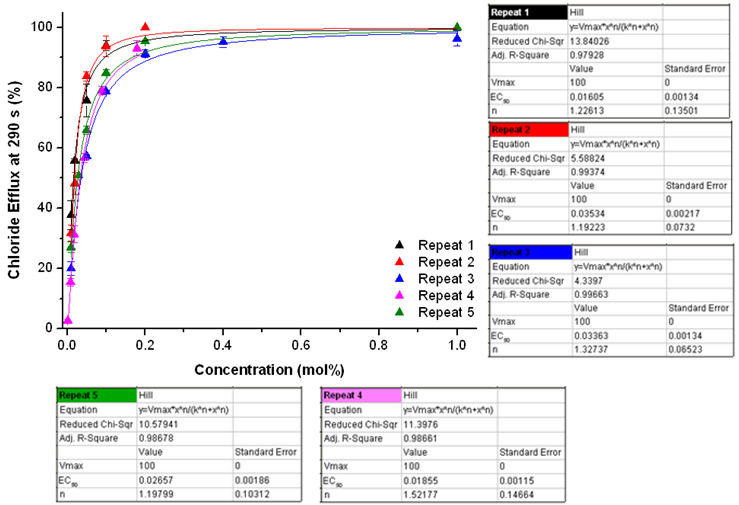 Chloride Efflux at 290 s (%)
100
80
60
40
20
0
0.0
0.2
0.4
0.6
0.8
1.0
Concentration (mol%)
Repeat 1
Repeat 2
Repeat 3
Repeat 4
Repeat 5
Repeat 1 Hill
Equation y=Vmax*x^n/(k^n+x^n)
Reduced Chi-Sqr 13.84026
Adj. R-Square 0.97928
Value Standard Error
Vmax 100 0
EC50 0.01605 0.00134
n 1.22613 0.13501
Repeat 2 Hill
Equation y=Vmax*x^n/(k^n+x^n)
Reduced Chi-Sqr 5.58824
Adj. R-Square 0.99374
Value Standard Error
Vmax 100 0
EC50 0.03534 0.00217
n 1.19223 0.0732
Repeat 3 Hill
Equation y=Vmax*x^n/(k^n+x^n)
Reduced Chi-Sqr 4.3397
Adj. R-Square 0.99663
Value Standard Error
Vmax 100 0
EC50 0.03363 0.00134
n 1.32737 0.06523
Repeat 5 Hill
Equation y=Vmax*x^n/(k^n+x^n)
Reduced Chi-Sqr 10.57941
Adj. R-Square 0.98678
Value Standard Error
Vmax 100 0
EC50 0.02657 0.00186
n 1.19799 0.10312
Repeat 4 Hill
Equation y=Vmax*x^n/(k^n+x^n)
Reduced Chi-Sqr 11.3976
Adj. R-Square 0.98661
Value Standard Error
Vmax 100 0
EC50 0.01855 0.00115
n 1.52177 0.14664